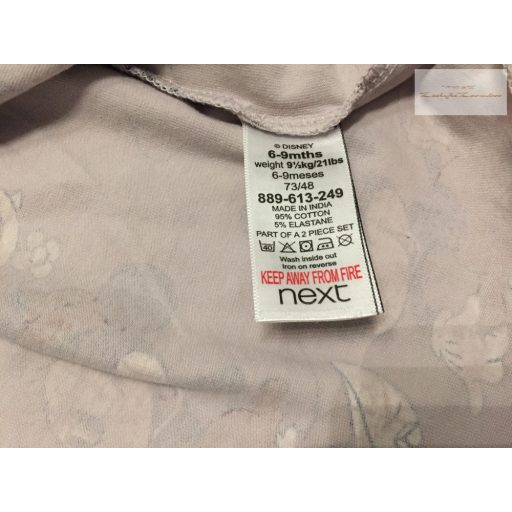 © DISNEY
6-9mths
weight 9½kg/21lbs
6-9meses
73/48
889-613-249
MADE IN INDIA
95% COTTON
5% ELASTANE
PART OF A 2 PIECE SET
40
Wash inside out
iron on reverse
KEEP AWAY FROM FIRE
next